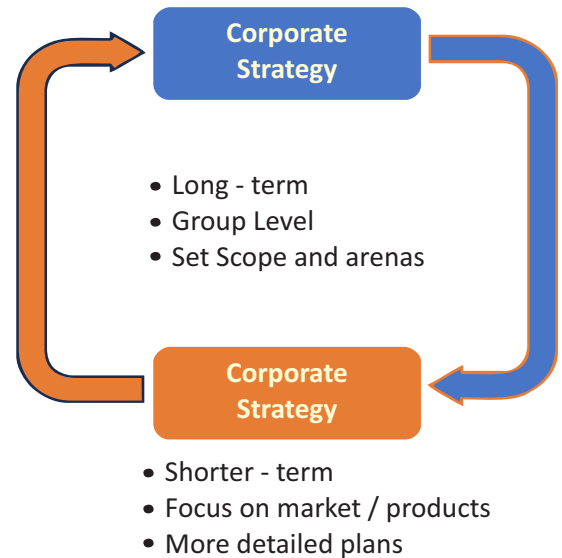 Corporate
Strategy
• Long - term
• Group Level
• Set Scope and arenas
Corporate
Strategy
• Shorter - term
• Focus on market / products
• More detailed plans